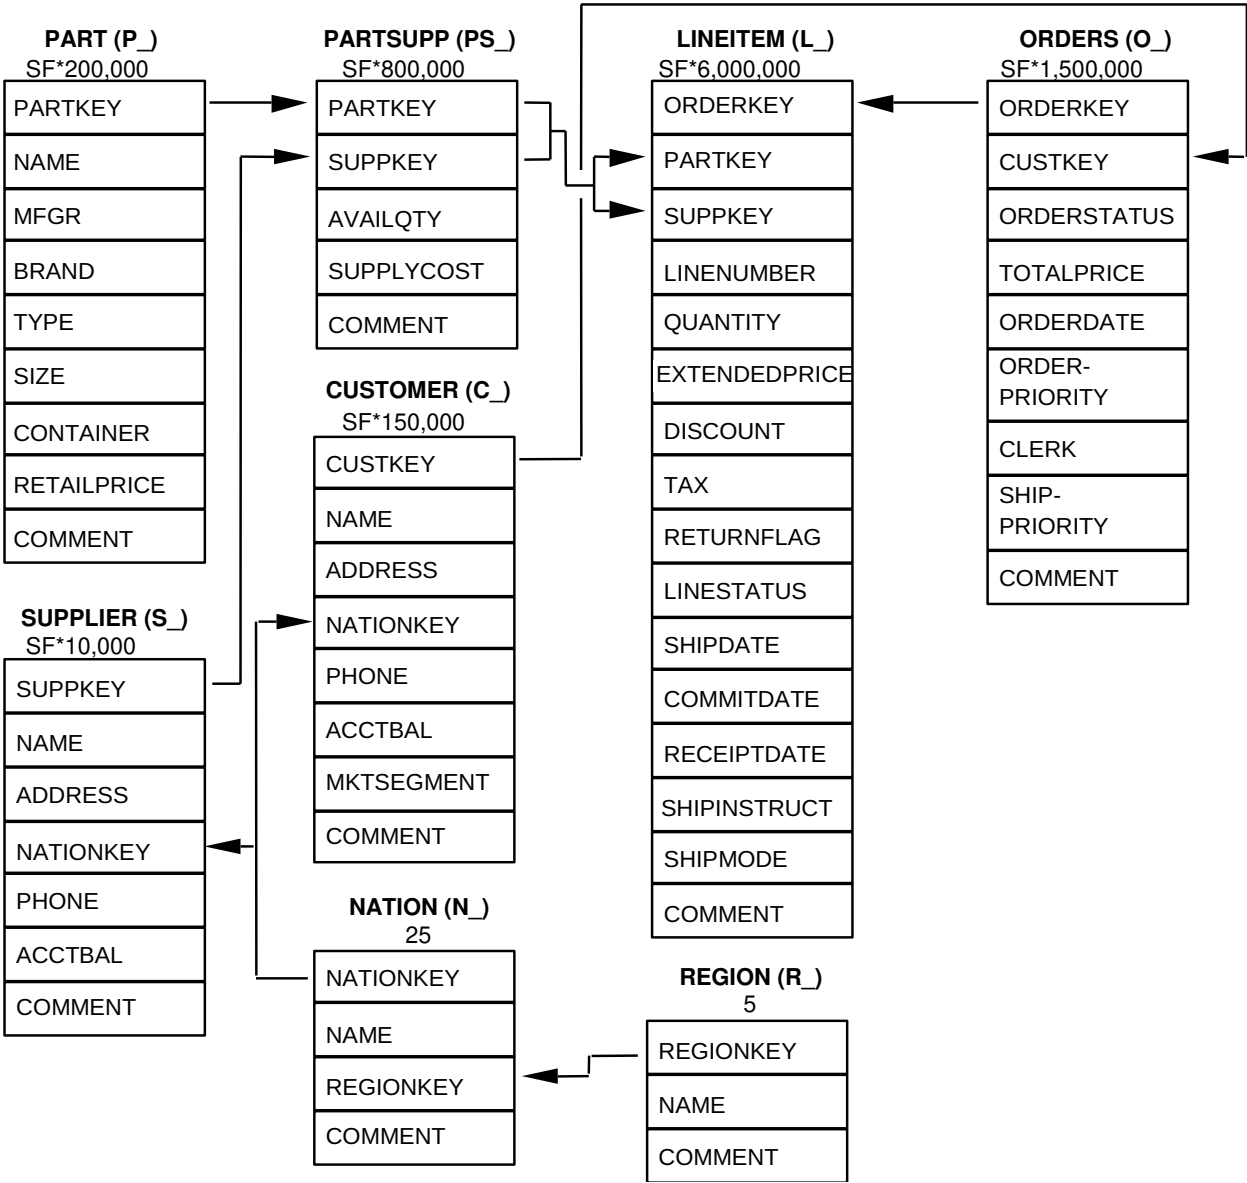 PART (P_)
SF*200,000
PARTKEY
NAME
MFGR
BRAND
TYPE
SIZE
CONTAINER
RETAILPRICE
COMMENT
SUPPLIER (S_)
SF*10,000
SUPPKEY
NAME
ADDRESS
NATIONKEY
PHONE
ACCTBAL
COMMENT
PARTSUPP (PS_)
SF*800,000
PARTKEY
SUPPKEY
AVAILQTY
SUPPLYCOST
COMMENT
CUSTOMER (C_)
SF*150,000
CUSTKEY
NAME
ADDRESS
NATIONKEY
PHONE
ACCTBAL
MKTSEGMENT
COMMENT
NATION (N_)
25
NATIONKEY
NAME
REGIONKEY
COMMENT
LINEITEM (L_)
SF*6,000,000
ORDERKEY
PARTKEY
SUPPKEY
LINENUMBER
QUANTITY
EXTENDEDPRICE
DISCOUNT
TAX
RETURNFLAG
LINESTATUS
SHIPDATE
COMMITDATE
RECEIPTDATE
SHIPINSTRUCT
SHIPMODE
COMMENT
REGION (R_)
5
REGIONKEY
NAME
COMMENT
ORDERS (O_)
SF*1,500,000
ORDERKEY
CUSTKEY
ORDERSTATUS
TOTALPRICE
ORDERDATE
ORDER-
PRIORITY
CLERK
SHIP-
PRIORITY
COMMENT